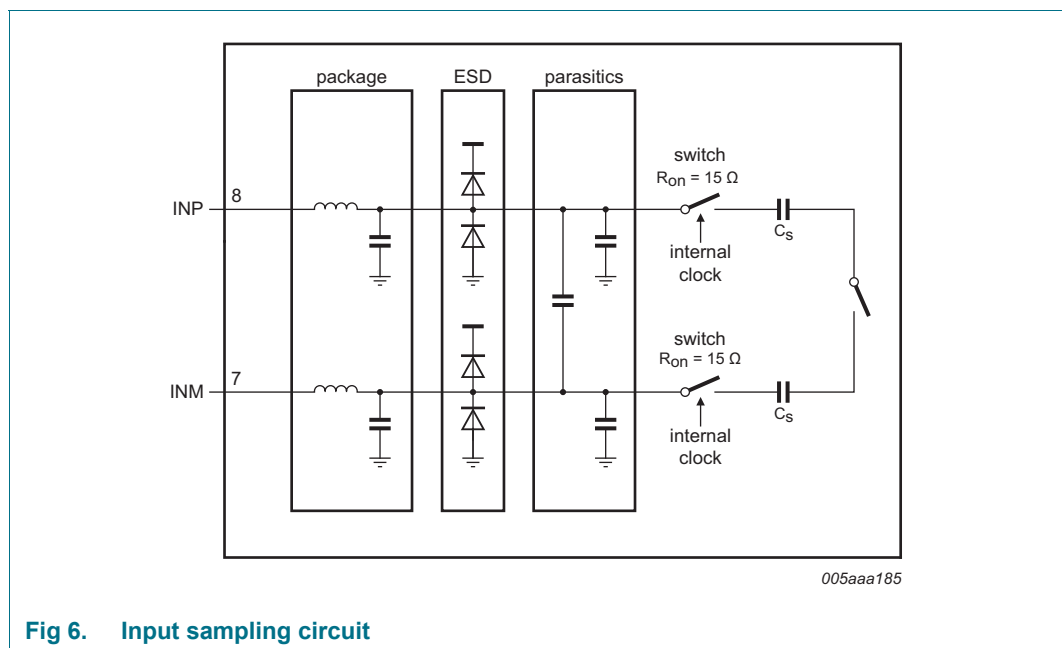 package ESD parasitics
switch
Ron = 15 Ω
8
INP
Cs
internal
clock
switch
Ron = 15 Ω
7
INM
Cs
internal
clock
005aaa185
Fig 6. Input sampling circuit